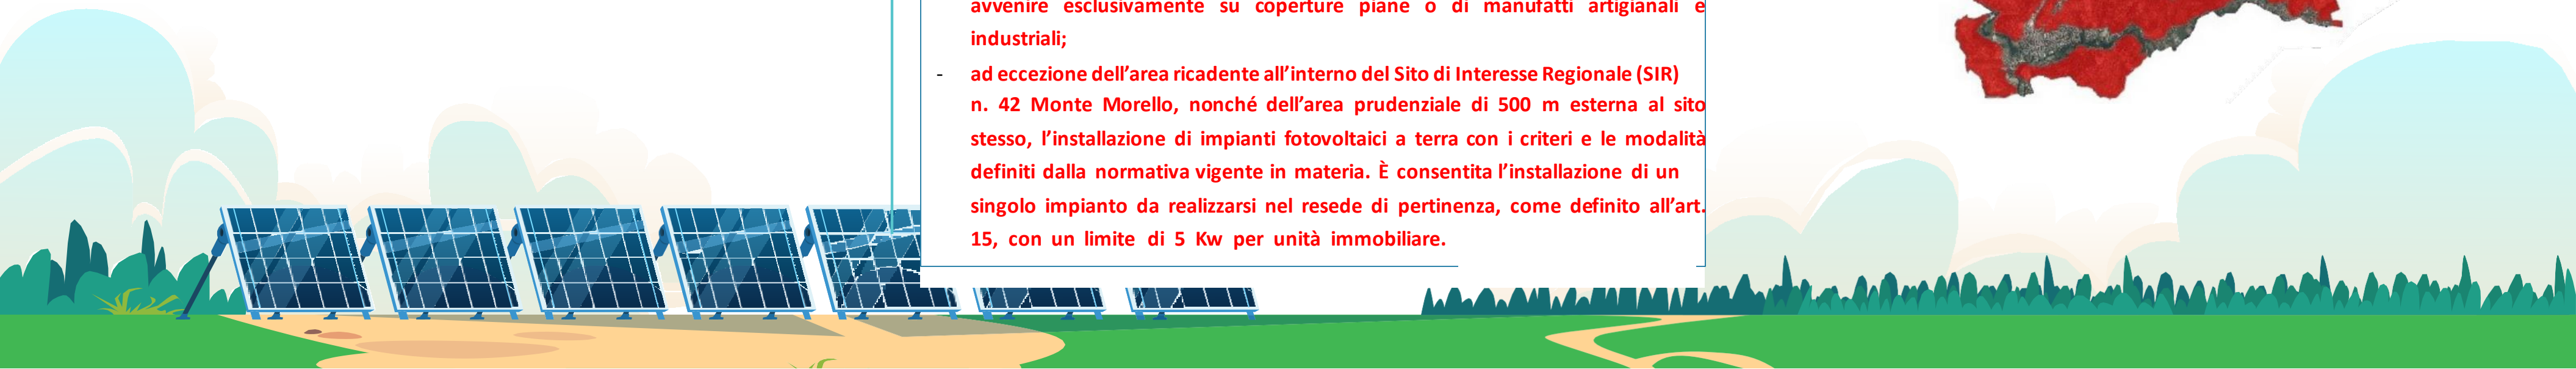 avvenire esclusivamente su coperture piane o di manufatti artigianali e
industriali;
- ad eccezione dell’area ricadente all’interno del Sito di Interesse Regionale (SIR)
n. 42 Monte Morello, nonché dell’area prudenziale di 500 m esterna al sito
stesso, l’installazione di impianti fotovoltaici a terra con i criteri e le modalità
definiti dalla normativa vigente in materia. È consentita l’installazione di un
singolo impianto da realizzarsi nel resede di pertinenza, come definito all’art.
15, con un limite di 5 Kw per unità immobiliare.